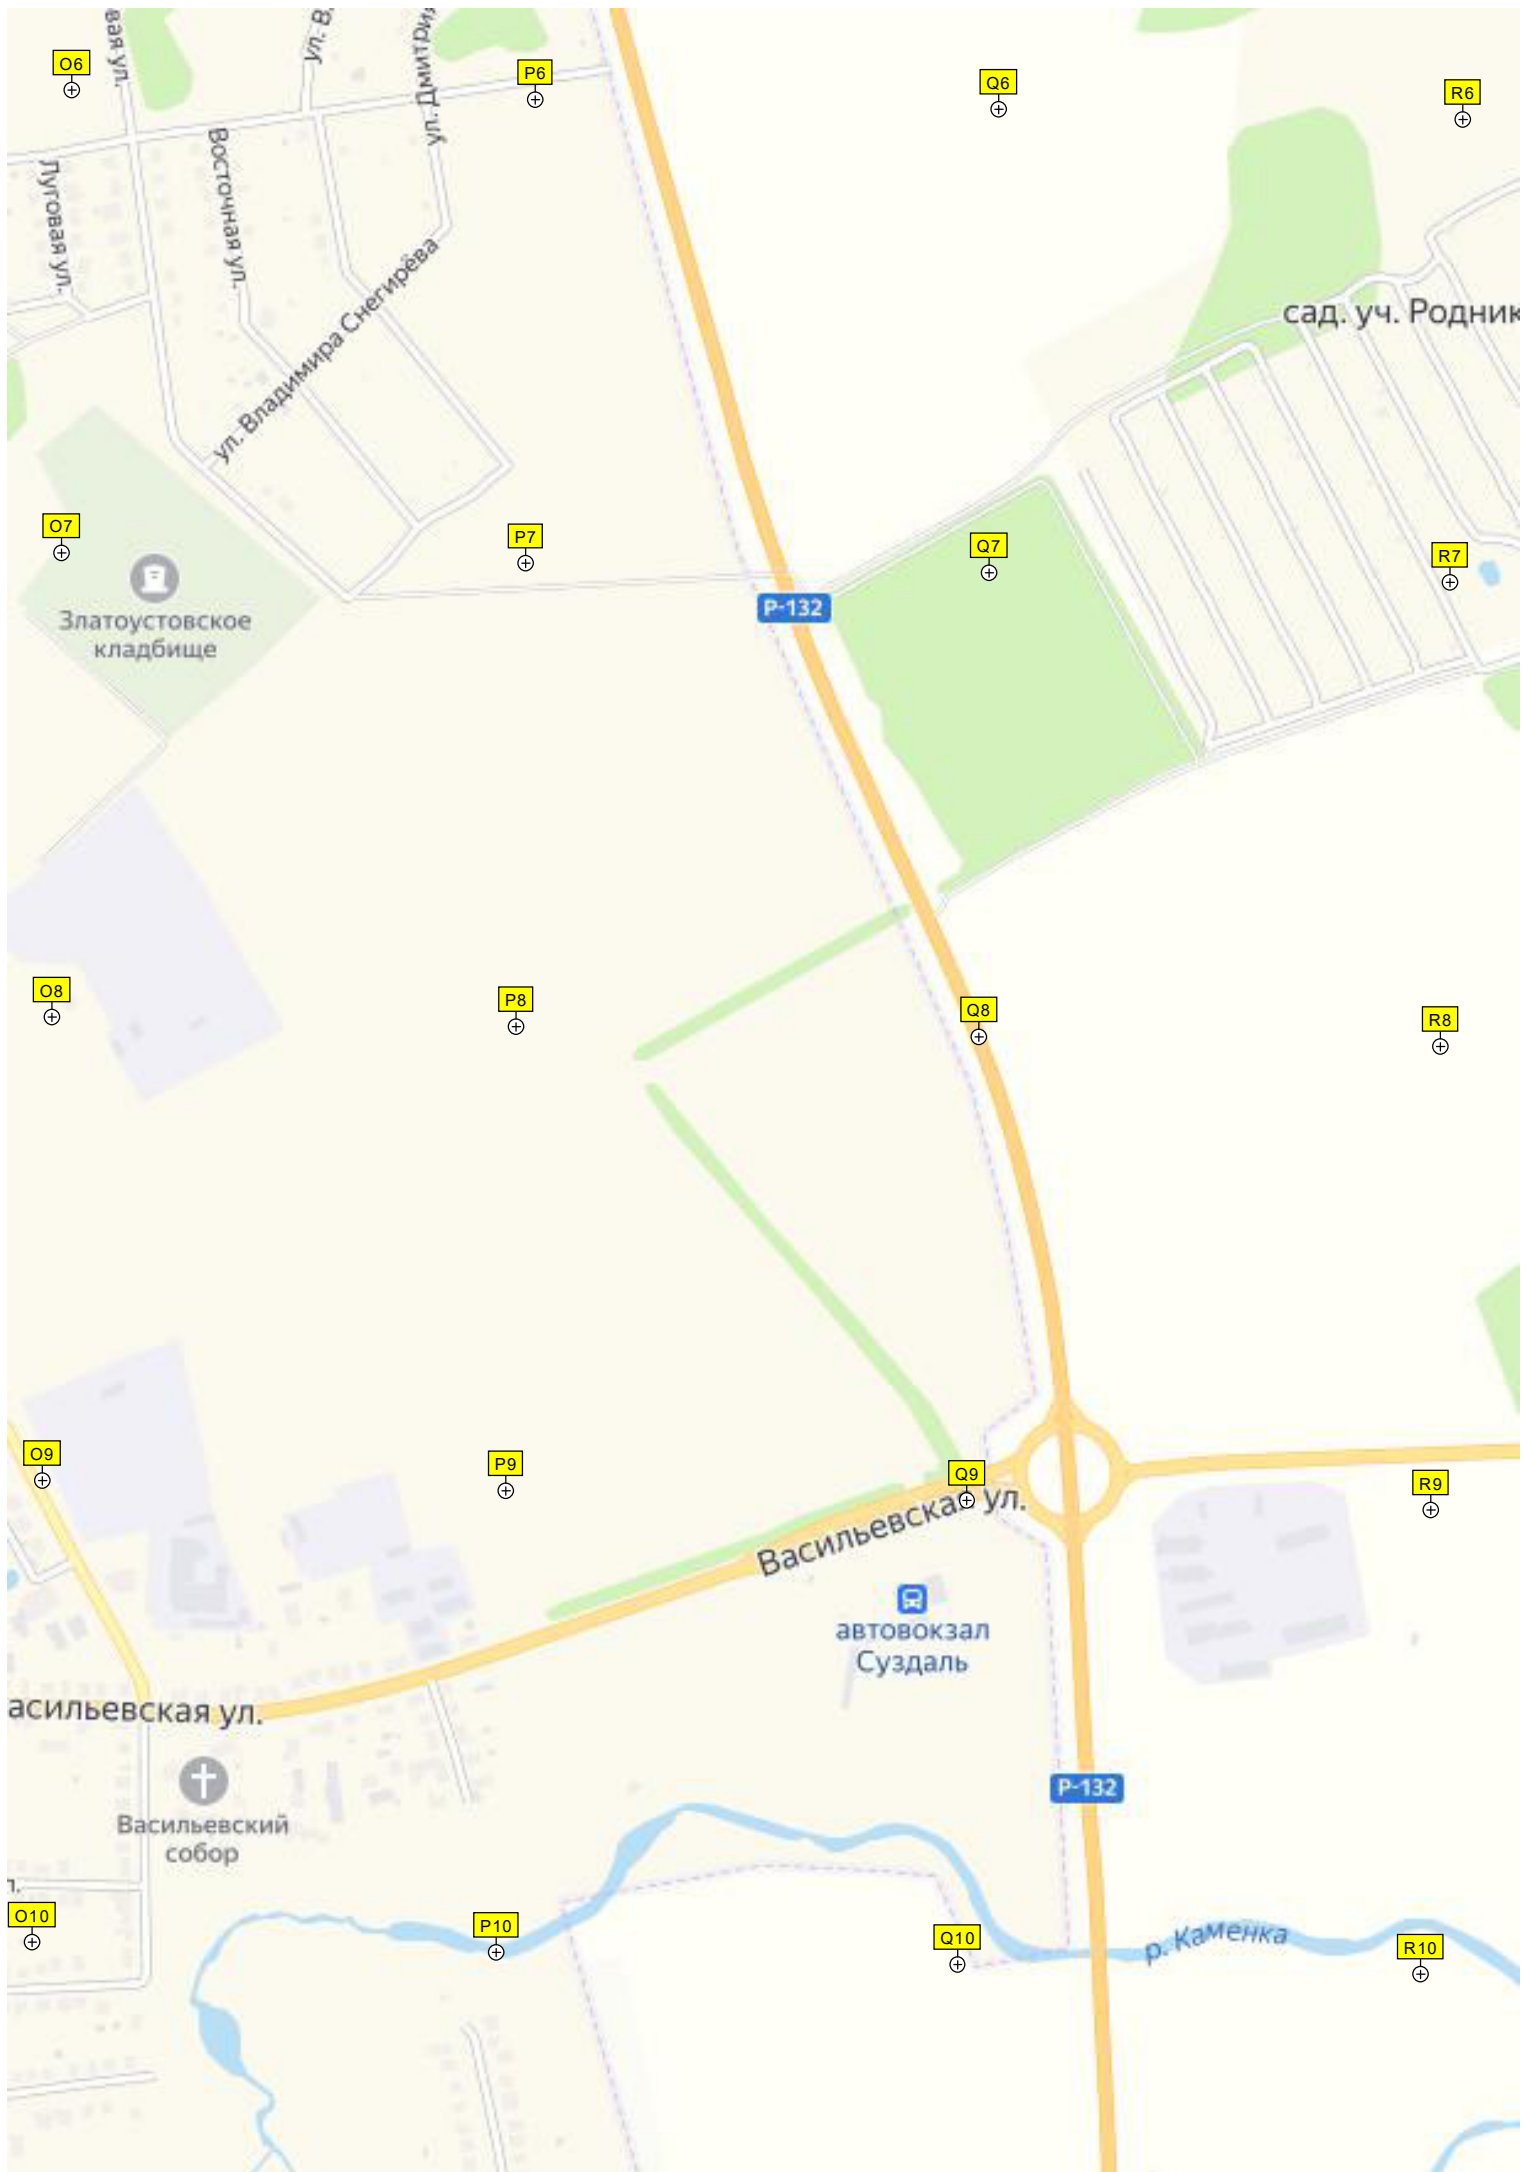 вая ул.
ул. В.
ул. Дмитрия
O6
P6
Q6
R6
Луговая ул.
Восточная ул.
ул. Владимира Снегирёва
сад. уч. Родник
O7
P7
Q7
R7
Р-132
Златоустовское
кладбище
O8
P8
Q8
R8
O9
P9
Q9
R9
Васильевская ул.
автовокзал
Суздаль
асильевская ул.
Р-132
Васильевский
собор
л.
O10
P10
Q10
R10
р. Каменка